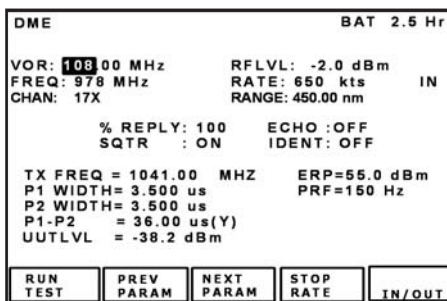 DME BAT 2.5 Hr
VOR: 108.00 MHz RFLVL: -2.0 dBm
FREQ: 978 MHz RATE: 650 kts IN
CHAN: 17X RANGE: 450.00 nm
% REPLY: 100 ECHO :OFF
SQTR : ON IDENT: OFF
TX FREQ = 1041.00 MHZ ERP=55.0 dBm
P1 WIDTH= 3.500 us PRF=150 Hz
P2 WIDTH= 3.500 us
P1-P2 = 36.00 us(Y)
UUTLVL = -38.2 dBm
RUN PREV NEXT STOP
TEST PARAM PARAM RATE IN/OUT